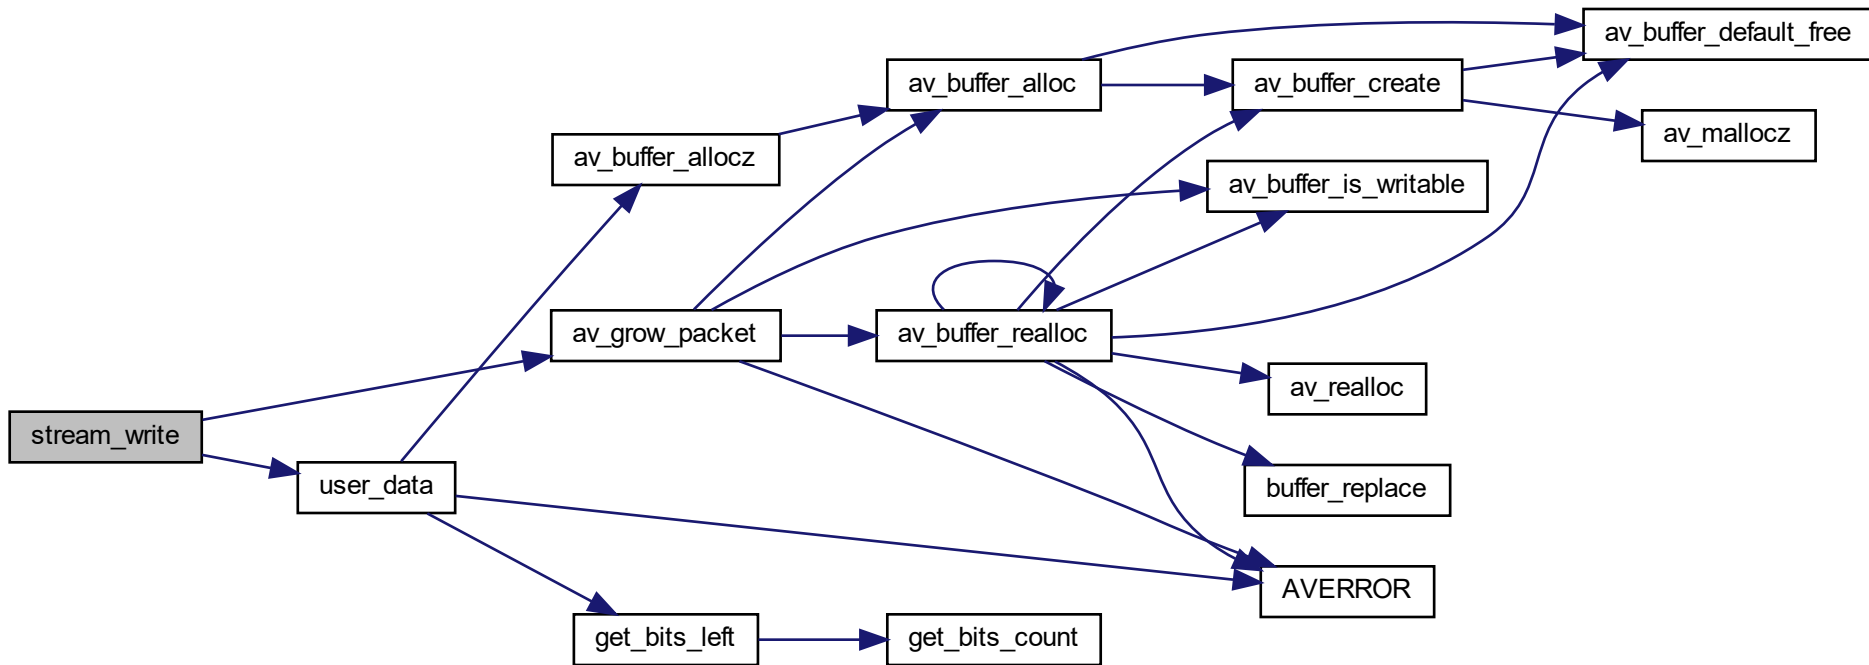 av_buffer_default_free
av_buffer_alloc
av_buffer_create
av_mallocz
av_buffer_allocz
av_buffer_is_writable
av_grow_packet
av_buffer_realloc
av_realloc
stream_write
user_data
buffer_replace
AVERROR
get_bits_left
get_bits_count